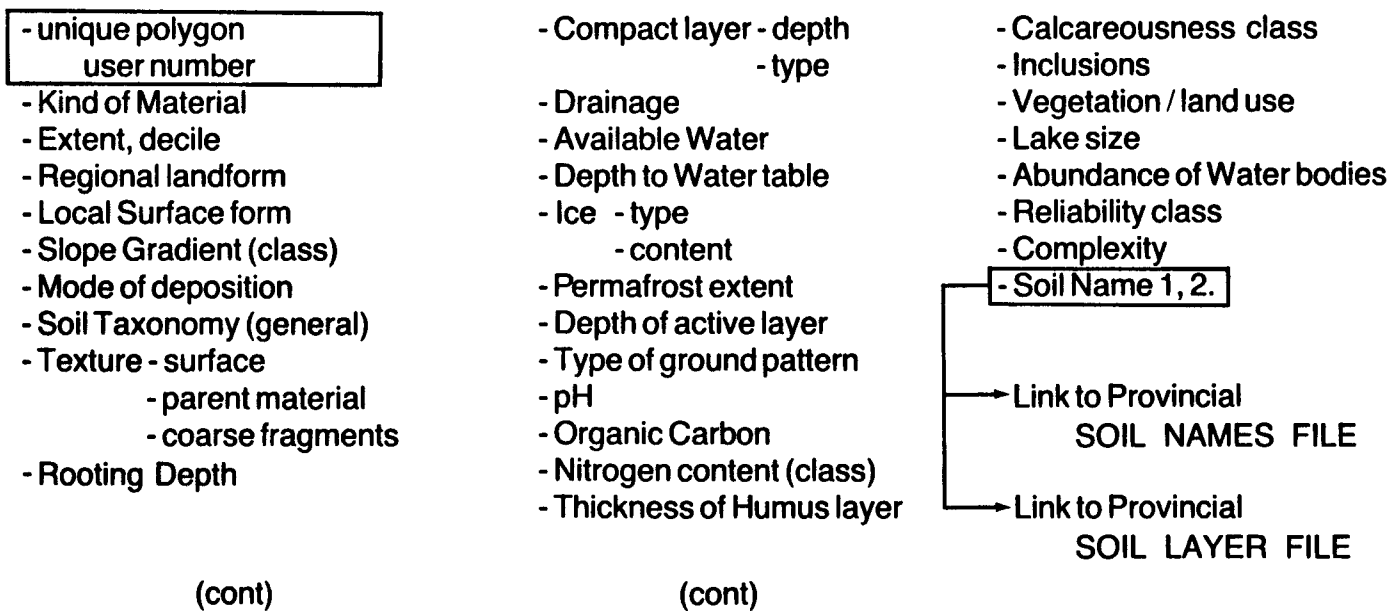 - unique polygon
user number
- Kind of Material
- Extent, decile
- Regional landform
- Local Surface form
- Slope Gradient (class)
- Mode of deposition
- Soil Taxonomy (general)
- Texture - surface
- parent material
- coarse fragments
- Rooting Depth
(cont)
- Compact layer - depth
- type
- Drainage
- Available Water
- Depth to Water table
- Ice - type
- content
- Permafrost extent
- Depth of active layer
- Type of ground pattern
- pH
- Organic Carbon
- Nitrogen content (class)
- Thickness of Humus layer
(cont)
- Calcareousness class
- Inclusions
- Vegetation / land use
- Lake size
- Abundance of Water bodies
- Reliability class
- Complexity
- Soil Name 1, 2.
Link to Provincial
SOIL NAMES FILE
Link to Provincial
SOIL LAYER FILE